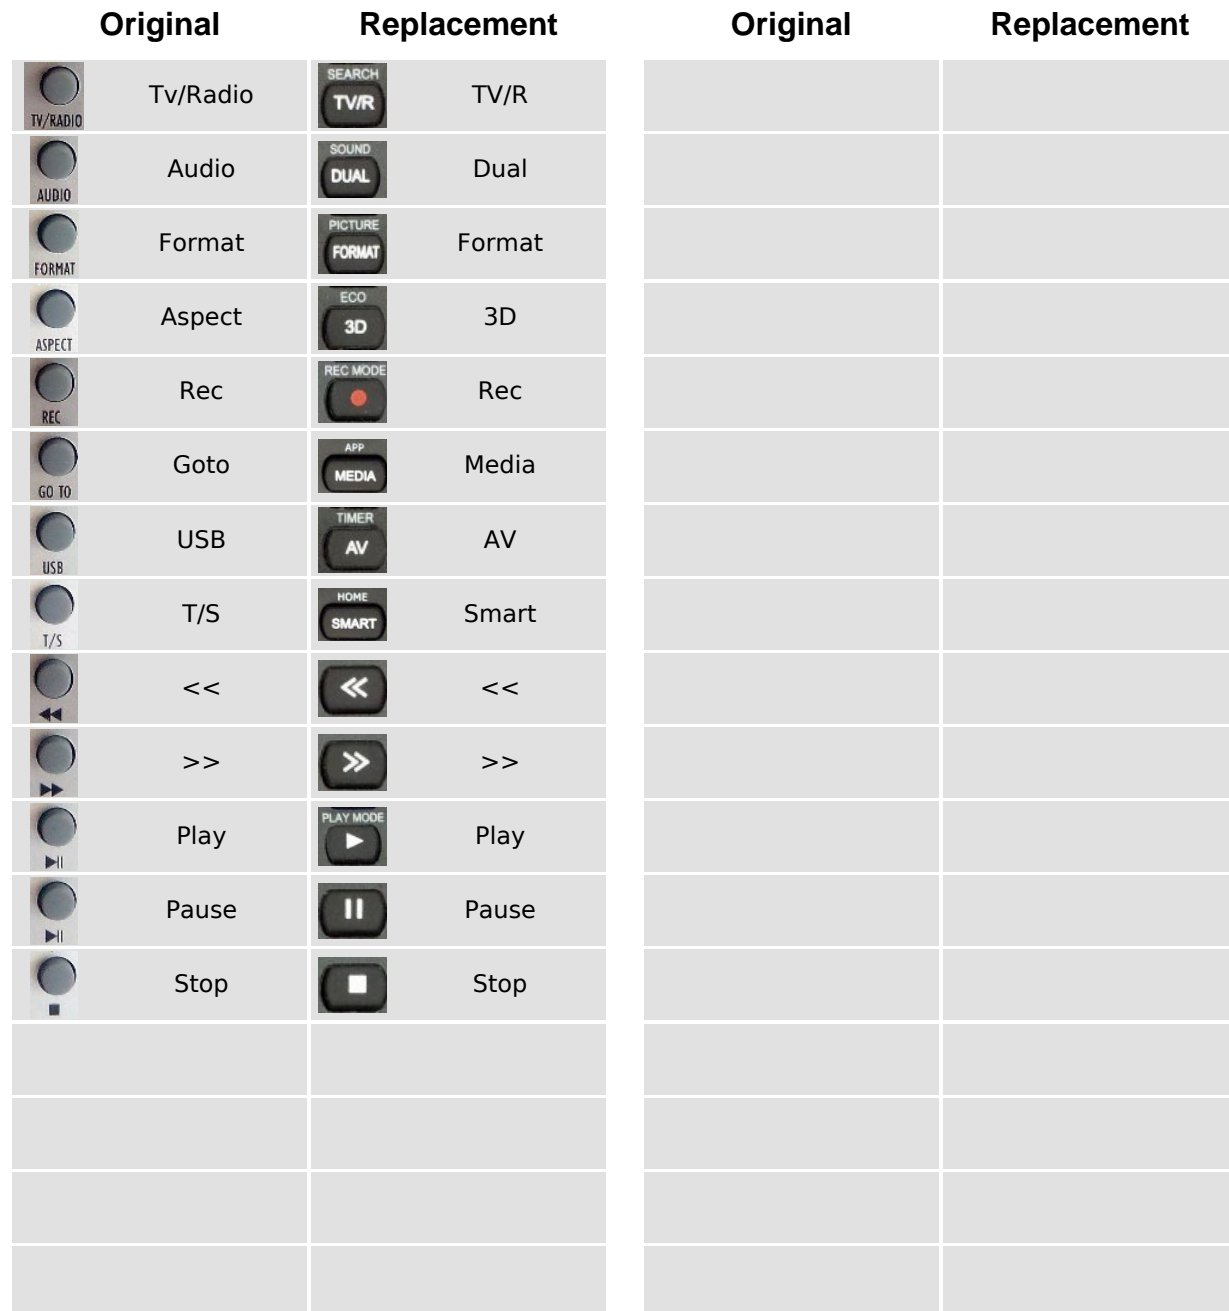 Original Replacement Original Replacement
TV/RADIO Tv/Radio SEARCH TV/R TV/R
AUDIO Audio SOUND DUAL Dual
FORMAT Format PICTURE FORMAT Format
ASPECT Aspect ECO 3D 3D
REC Rec REC MODE Rec
GO TO Goto APP MEDIA Media
USB USB TIMER AV AV
T/S T/S HOME SMART Smart
<< <<
>> >>
Play PLAY MODE Play
Pause Pause
Stop Stop